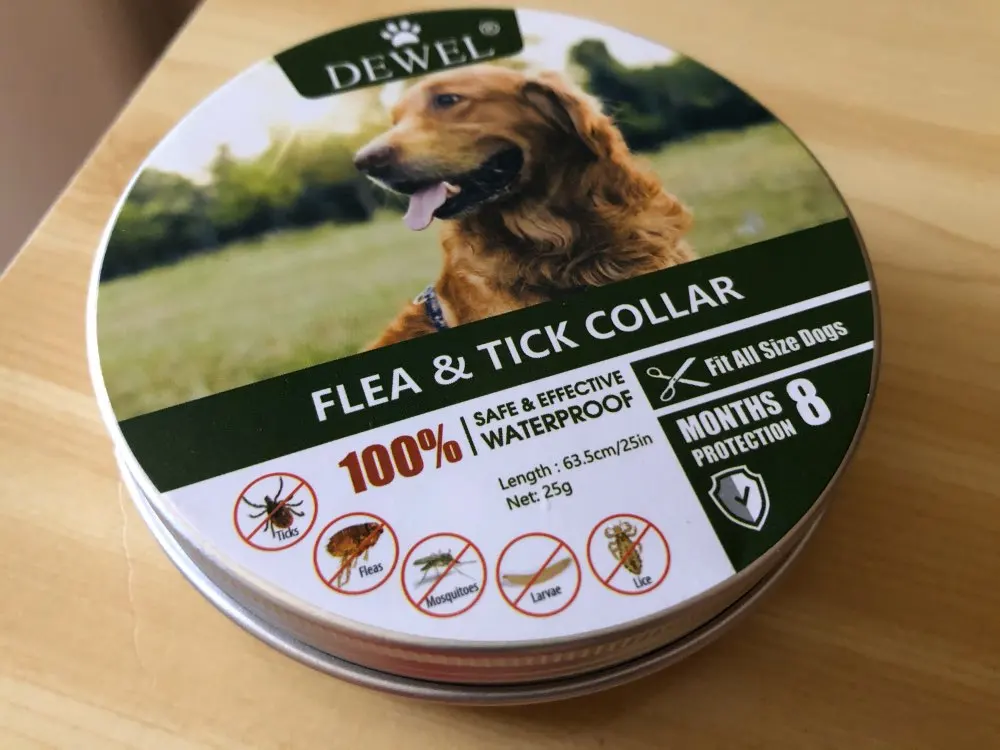 DEWEL®
FLEA & TICK COLLAR
100%
SAFE & EFFECTIVE
WATERPROOF
Length : 63.5cm/25in
Net: 25g
Fit All Size Dogs
MONTHS 8
PROTECTION
Ticks
Fleas
Mosquitoes
Larvae
Lice